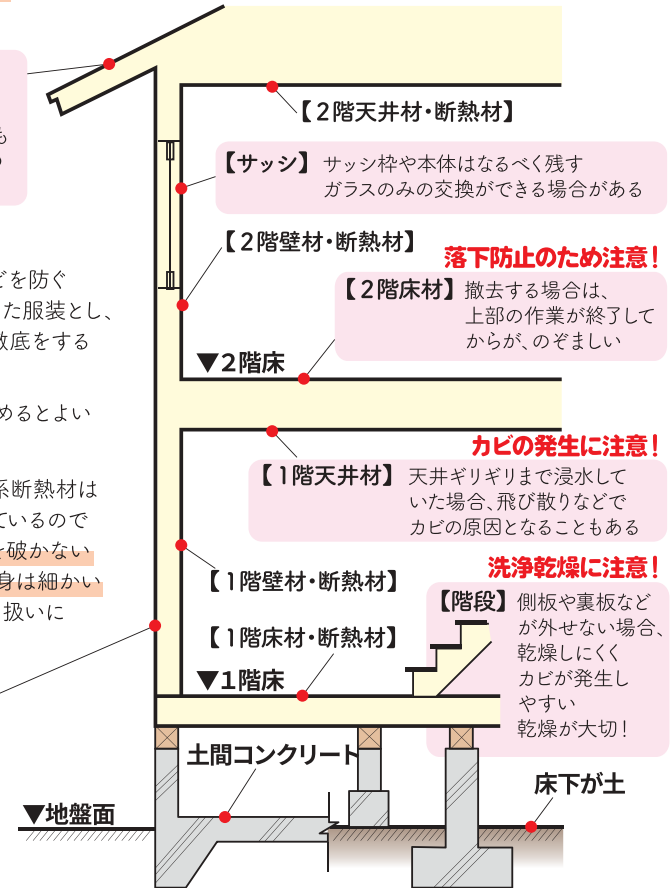 【2階天井材・断熱材】
も
【サッシ】 サッシ枠や本体はなるべく残す
ガラスのみの交換ができる場合がある
【2階壁材・断熱材】
落下防止のため注意！
どを防ぐ
た服装とし、
徹底をする
【2階床材】 撤去する場合は、
上部の作業が終了して
からが、のぞましい
▼2階床
めるとよい
カビの発生に注意！
【1階天井材】 天井ギリギリまで浸水して
いた場合、飛び散りなどで
カビの原因となることもある
系断熱材は
ているので
を破かない
身は細かい
扱いに
洗浄乾燥に注意！
【1階壁材・断熱材】
【階段】 側板や裏板など
が外せない場合、
乾燥しにくく
カビが発生し
やすい
乾燥が大切！
【1階床材・断熱材】
▼1階床
土間コンクリート
床下が土
▼地盤面